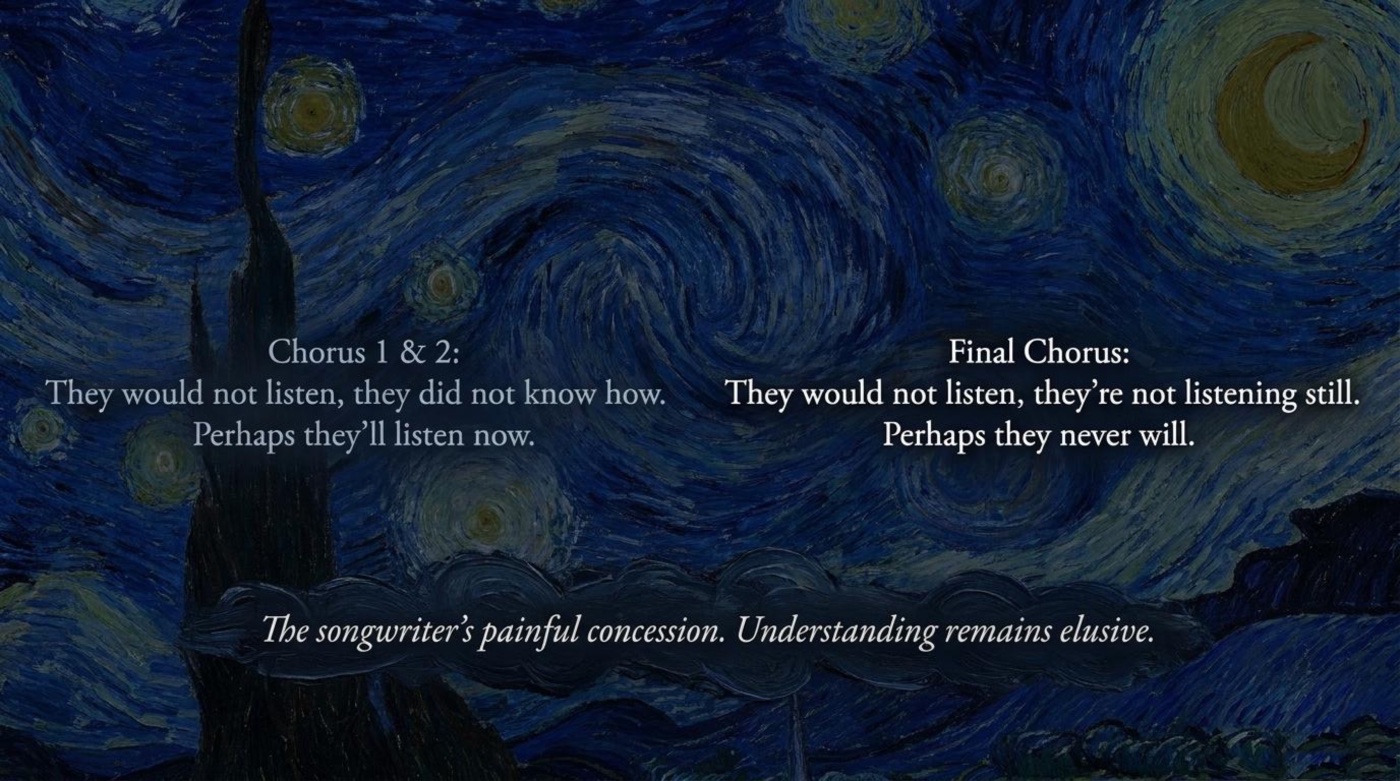 Chorus 1 & 2:
They would not listen, they did not know how.
Perhaps they’ll listen now.
Final Chorus:
They would not listen, they’re not listening still.
Perhaps they never will.
The songwriter’s painful concession. Understanding remains elusive.